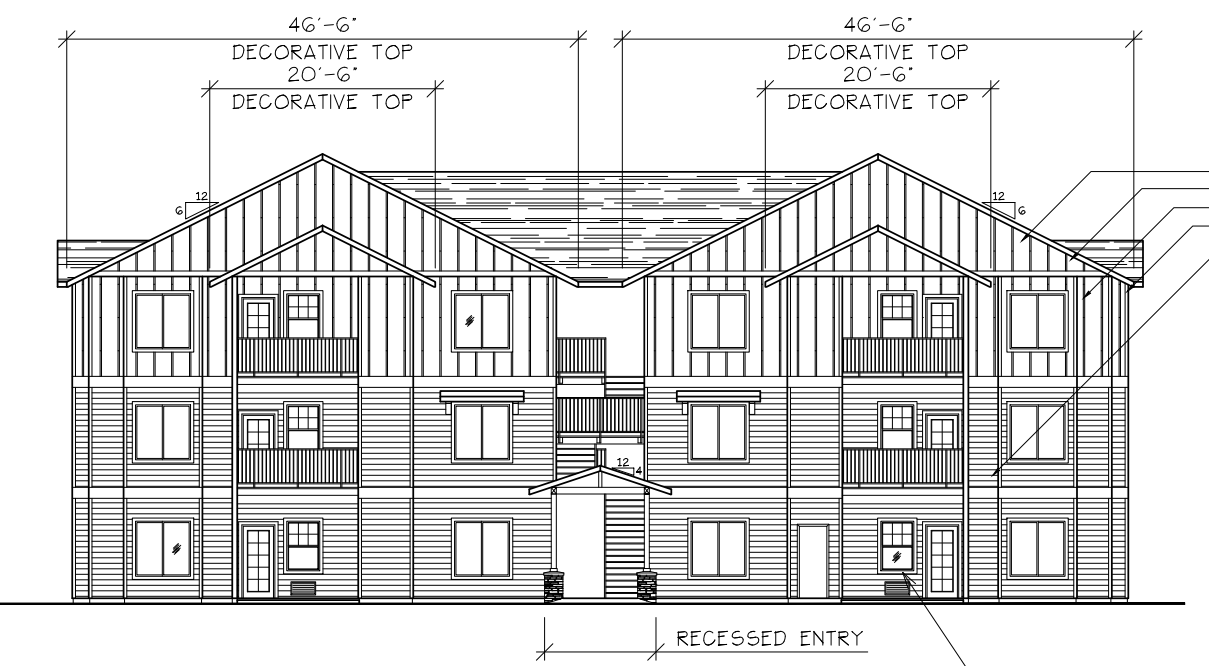 46'-6" 46'-6"
DECORATIVE TOP DECORATIVE TOP
20'-6" 20'-6"
DECORATIVE TOP DECORATIVE TOP
12 12
6 6
12
4
RECESSED ENTRY